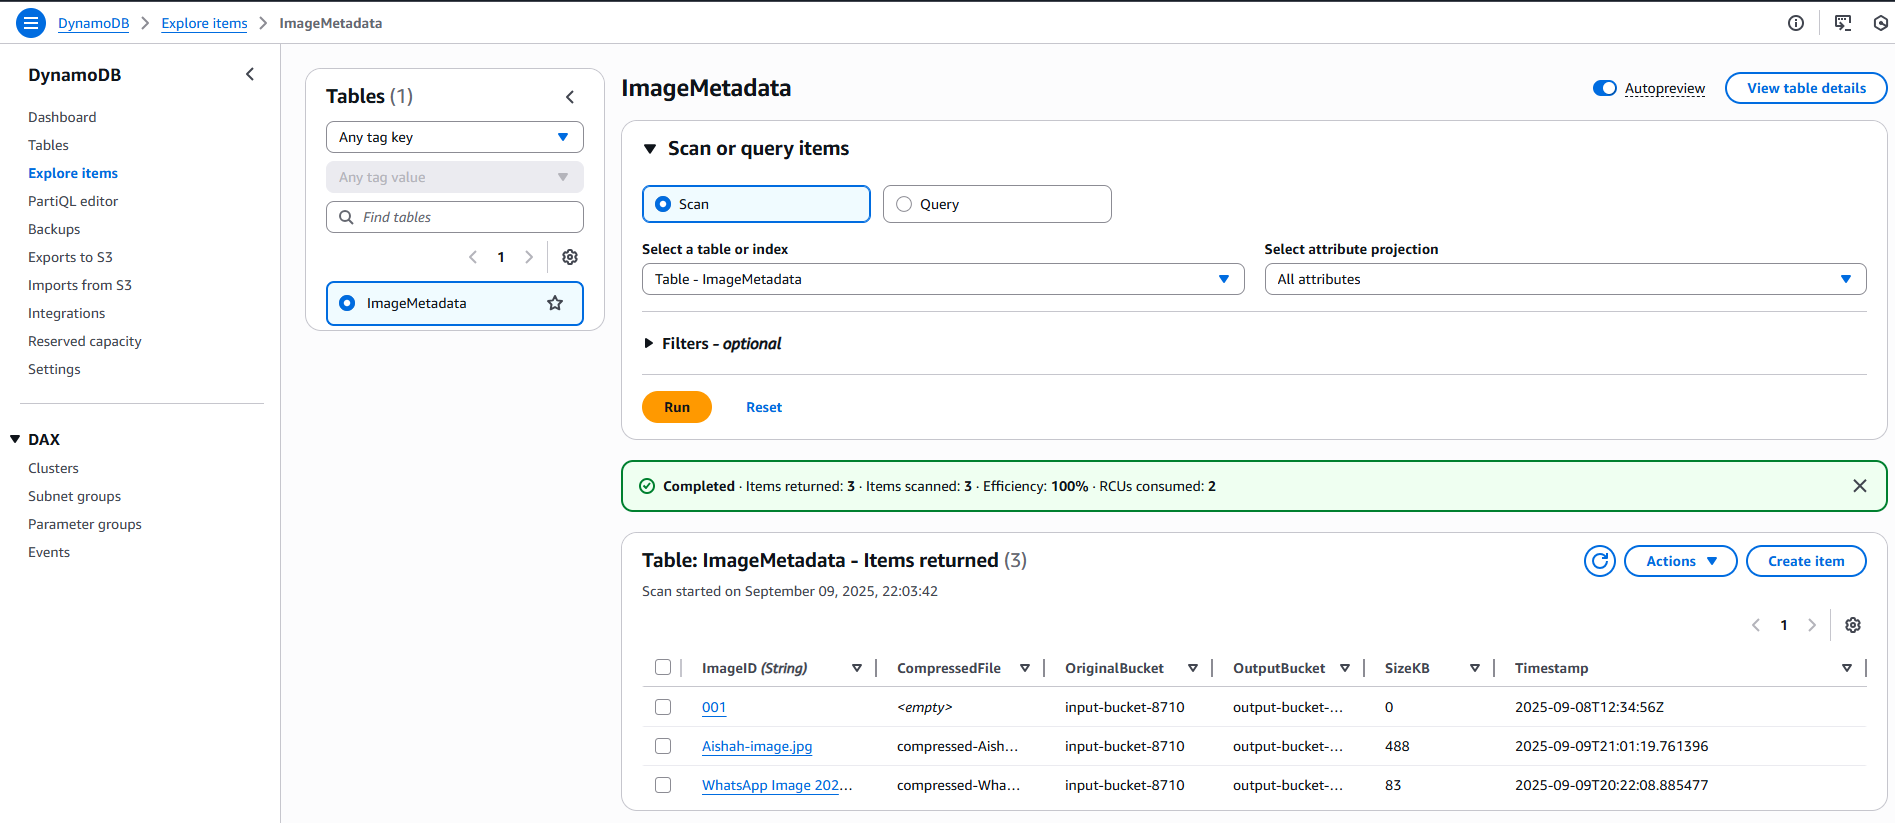 DynamoDB > Explore items > ImageMetadata
DynamoDB
Dashboard
Tables
Explore items
PartiQL editor
Backups
Exports to S3
Imports from S3
Integrations
Reserved capacity
Settings
DAX
Clusters
Subnet groups
Parameter groups
Events
Tables (1)
Any tag key
Any tag value
Find tables
1
ImageMetadata
ImageMetadata
Autopreview
View table details
Scan or query items
Scan
Query
Select a table or index
Select attribute projection
Table - ImageMetadata
All attributes
Filters - optional
Run
Reset
Completed · Items returned: 3 · Items scanned: 3 · Efficiency: 100% · RCUs consumed: 2
Table: ImageMetadata - Items returned (3)
Actions
Create item
Scan started on September 09, 2025, 22:03:42
1
ImageID (String) CompressedFile OriginalBucket OutputBucket SizeKB Timestamp
001 <empty> input-bucket-8710 output-bucket-... 0 2025-09-08T12:34:56Z
Aishah-image.jpg compressed-Aish... input-bucket-8710 output-bucket-... 488 2025-09-09T21:01:19.761396
WhatsApp Image 202... compressed-Wha... input-bucket-8710 output-bucket-... 83 2025-09-09T20:22:08.885477